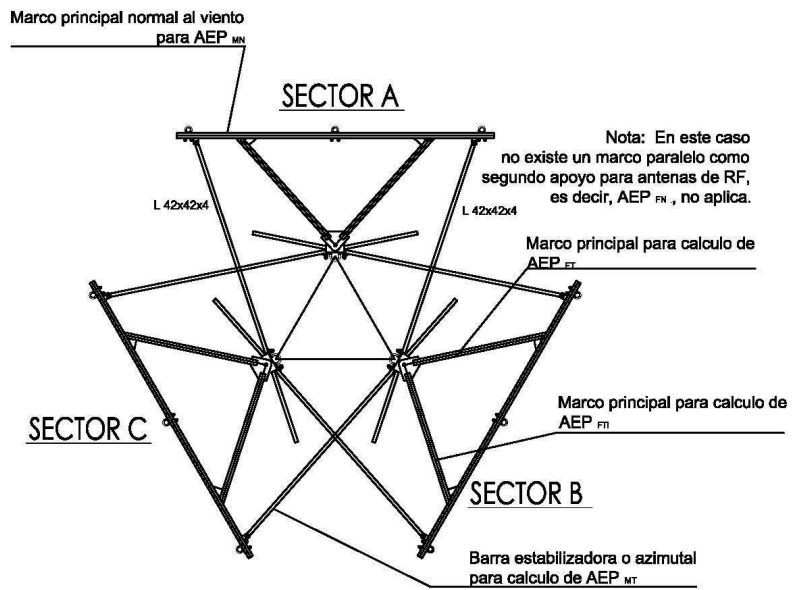 Marco principal normal al viento
para AEP MN
SECTOR A
Nota: En este caso
no existe un marco paralelo como
segundo apoyo para antenas de RF,
es decir, AEP FN , no aplica.
L 42x42x4
L 42x42x4
Marco principal para calculo de
AEP FT
Marco principal para calculo de
AEP FTI
SECTOR C
SECTOR B
Barra estabilizadora o azimutal
para calculo de AEP MT